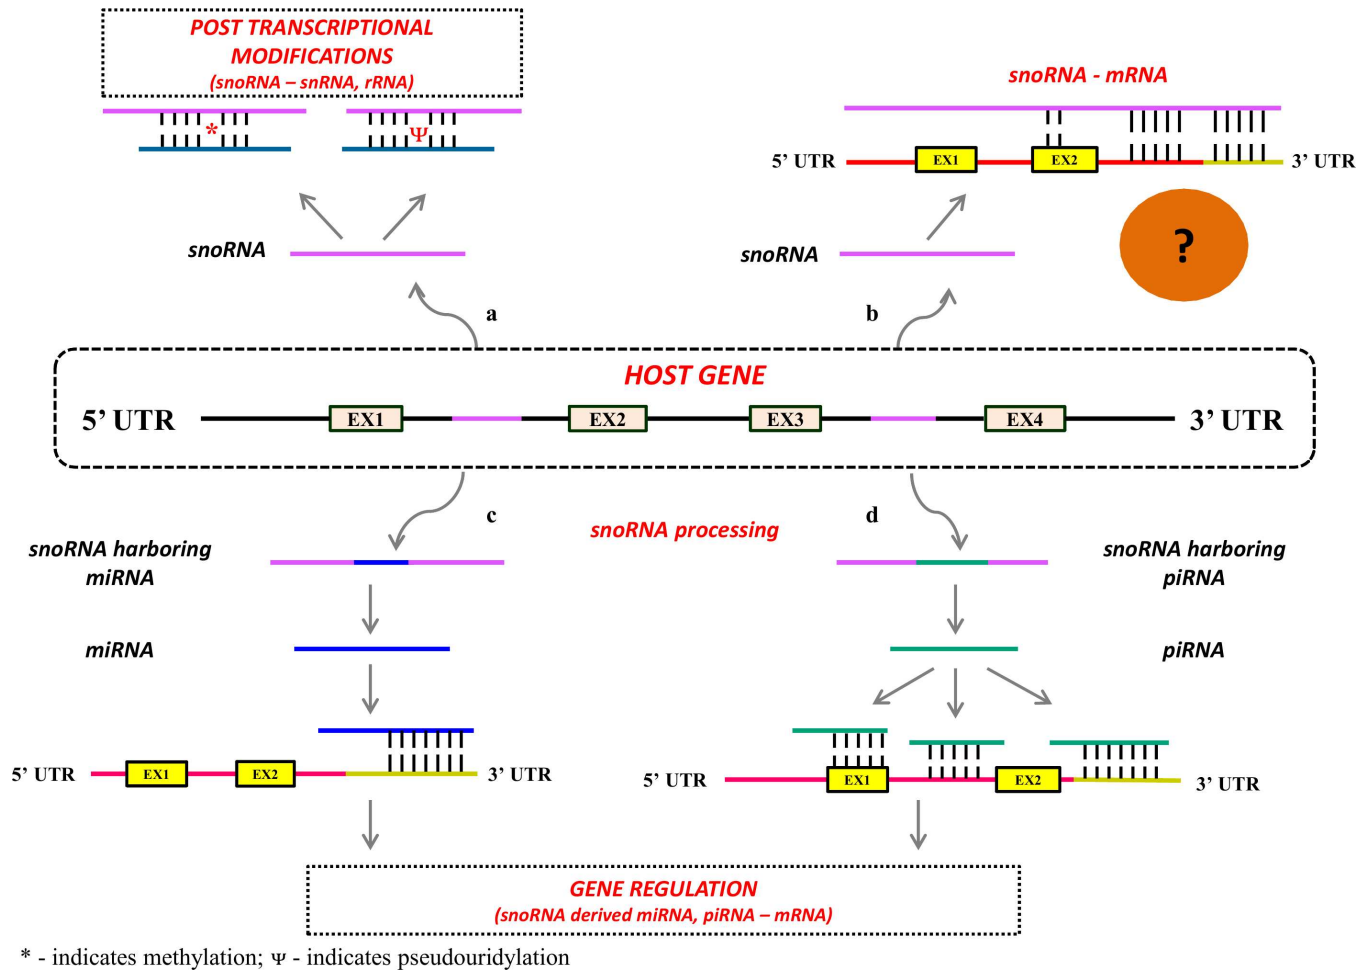 POST TRANSCRIPTIONAL
MODIFICATIONS
(snoRNA – snRNA, rRNA)
*
Ψ
snoRNA
a
snoRNA - mRNA
5’ UTR
EX1
EX2
3’ UTR
?
snoRNA
b
HOST GENE
5’ UTR
EX1
EX2
EX3
EX4
3’ UTR
c
snoRNA processing
d
snoRNA harboring
miRNA
miRNA
5’ UTR
EX1
EX2
3’ UTR
snoRNA harboring
piRNA
piRNA
5’ UTR
EX1
EX2
3’ UTR
GENE REGULATION
(snoRNA derived miRNA, piRNA – mRNA)
* - indicates methylation; Ψ - indicates pseudouridylation